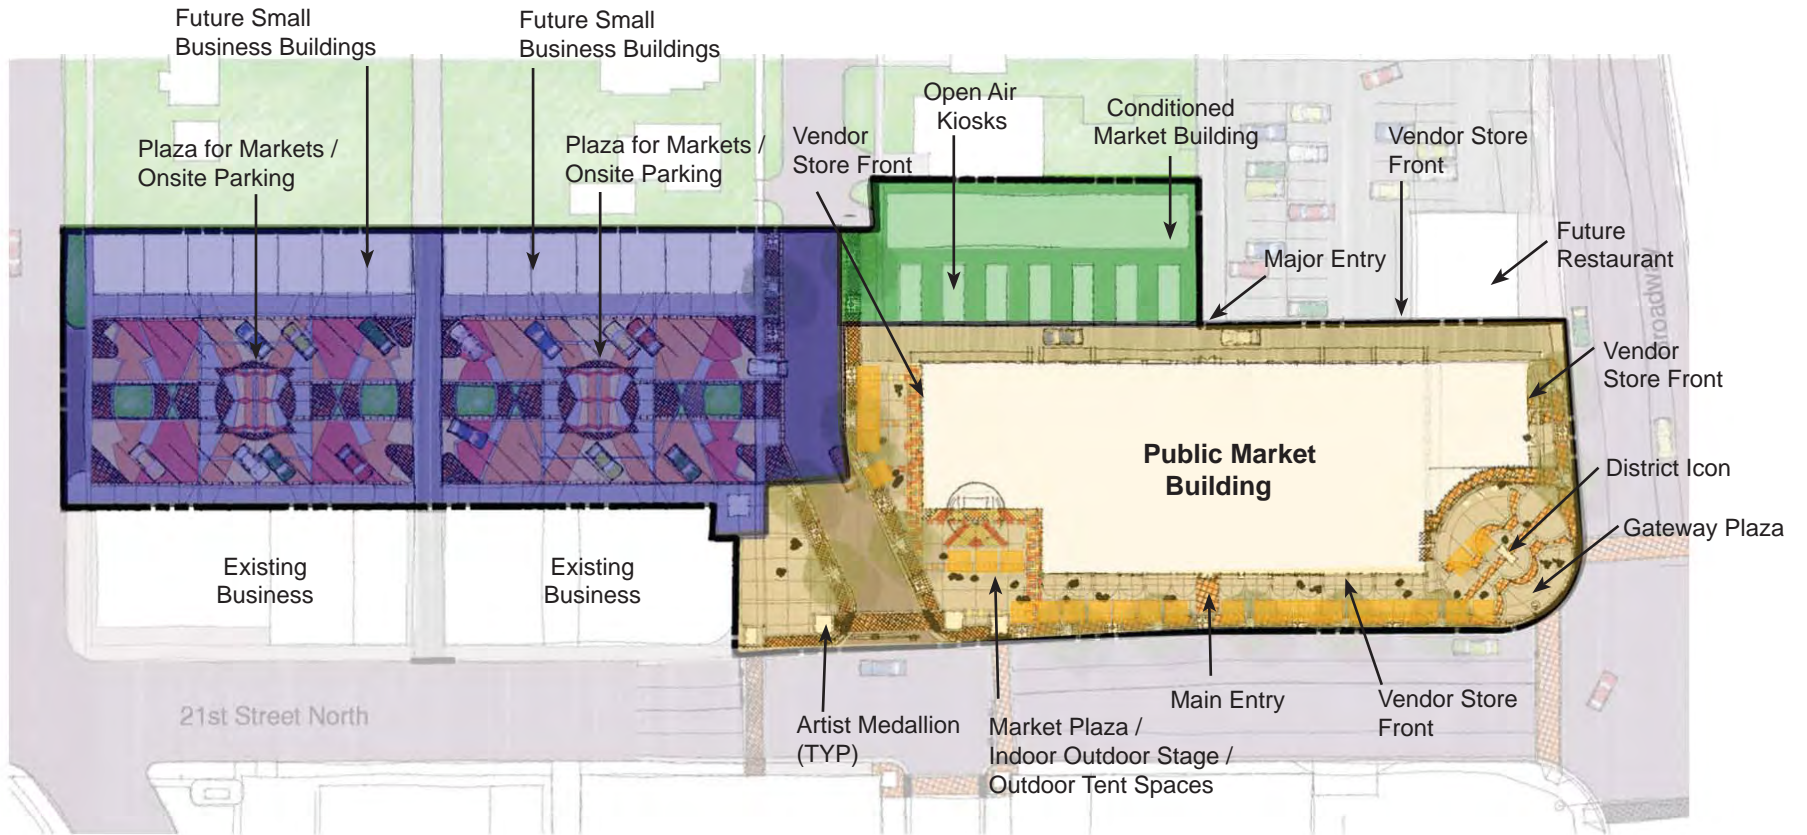 Future Small
Business Buildings
Future Small
Business Buildings
Plaza for Markets /
Onsite Parking
Plaza for Markets /
Onsite Parking
Vendor
Store Front
Open Air
Kiosks
Conditioned
Market Building
Vendor Store
Front
Major Entry
Future
Restaurant
Broadway
Vendor
Store Front
Public Market
Building
District Icon
Gateway Plaza
Existing
Business
Existing
Business
21st Street North
Artist Medallion
(TYP)
Market Plaza /
Indoor Outdoor Stage /
Outdoor Tent Spaces
Main Entry
Vendor Store
Front